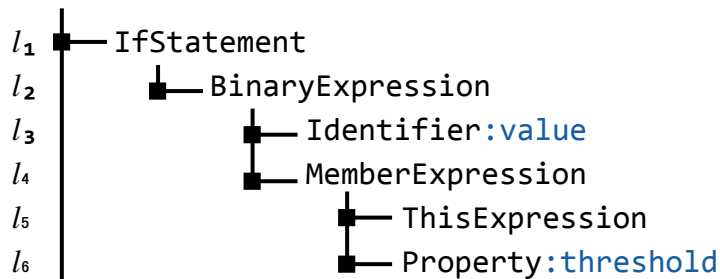 l1 IfStatement
l2 BinaryExpression
l3 Identifier:value
l4 MemberExpression
l5 ThisExpression
l6 Property:threshold